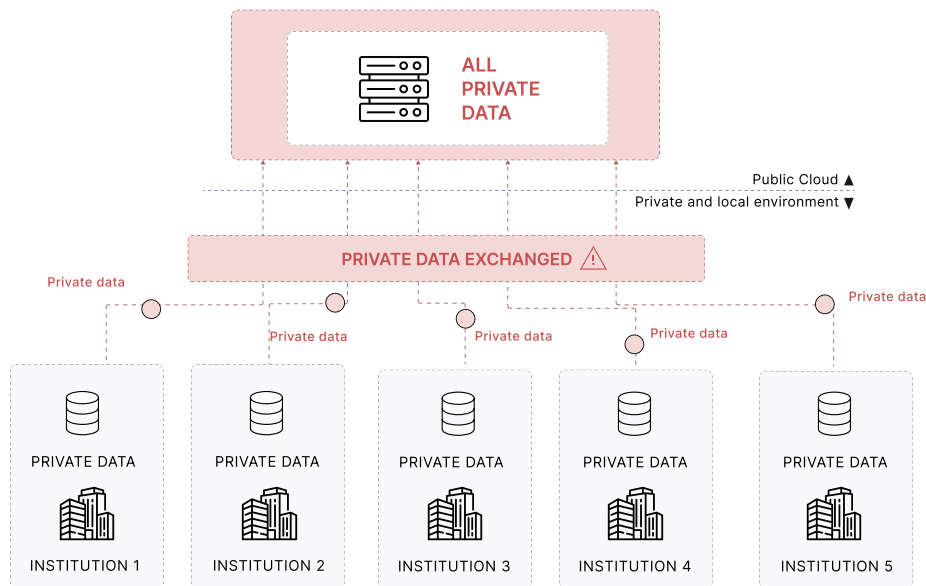 ALL
PRIVATE
DATA
Public Cloud ▲
Private and local environment ▼
PRIVATE DATA EXCHANGED
Private data
Private data
Private data
Private data
Private data
PRIVATE DATA
PRIVATE DATA
PRIVATE DATA
PRIVATE DATA
PRIVATE DATA
INSTITUTION 1
INSTITUTION 2
INSTITUTION 3
INSTITUTION 4
INSTITUTION 5